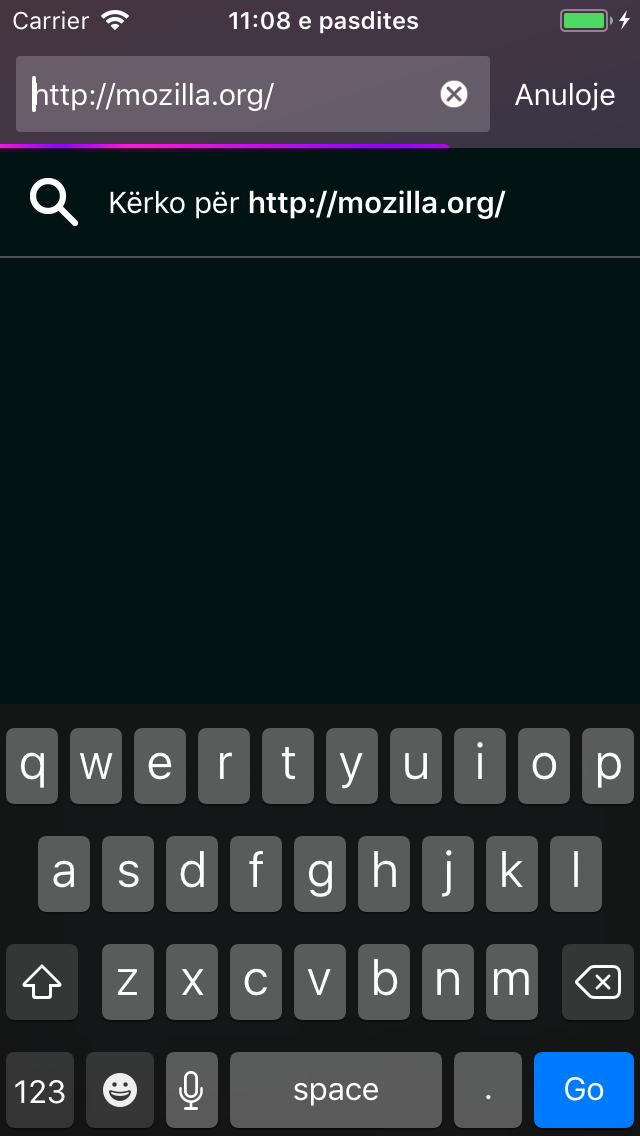 Carrier 11:08 e pasdites
http://mozilla.org/ Anuloje
Kërko për http://mozilla.org/
q w e r t y u i o p
a s d f g h j k l
z x c v b n m
123 space . Go